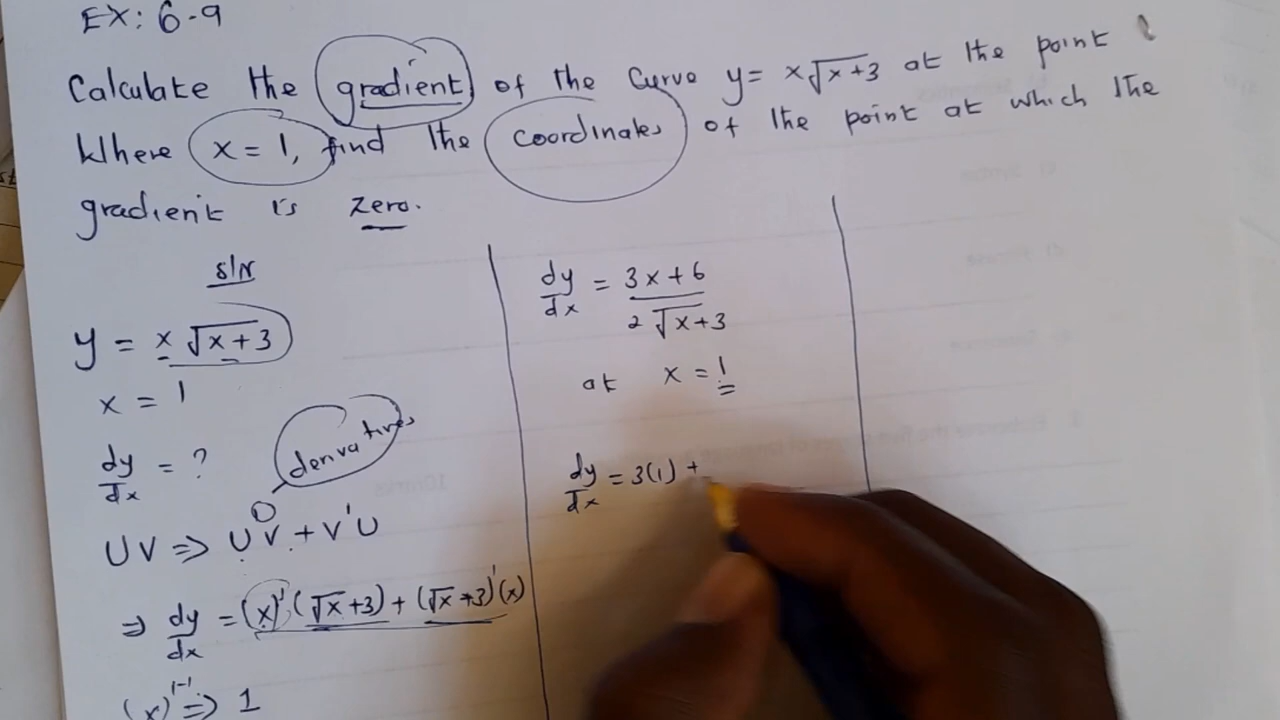 EX: 6-9
Calculate the gradient of the curve y= x√x+3 at the point
Where x = 1, find the coordinates of the point at which the
gradient is zero.
s/n
y = x √x+3
x = 1
dy/dx = ?
derivatives
UV => U'V + V'U
=> dy/dx = (x)' (√x+3) + (√x+3)'(x)
(x)¹⁻¹ => 1
dy/dx = 3x+6 / 2√x+3
at x = 1
dy/dx = 3(1) +